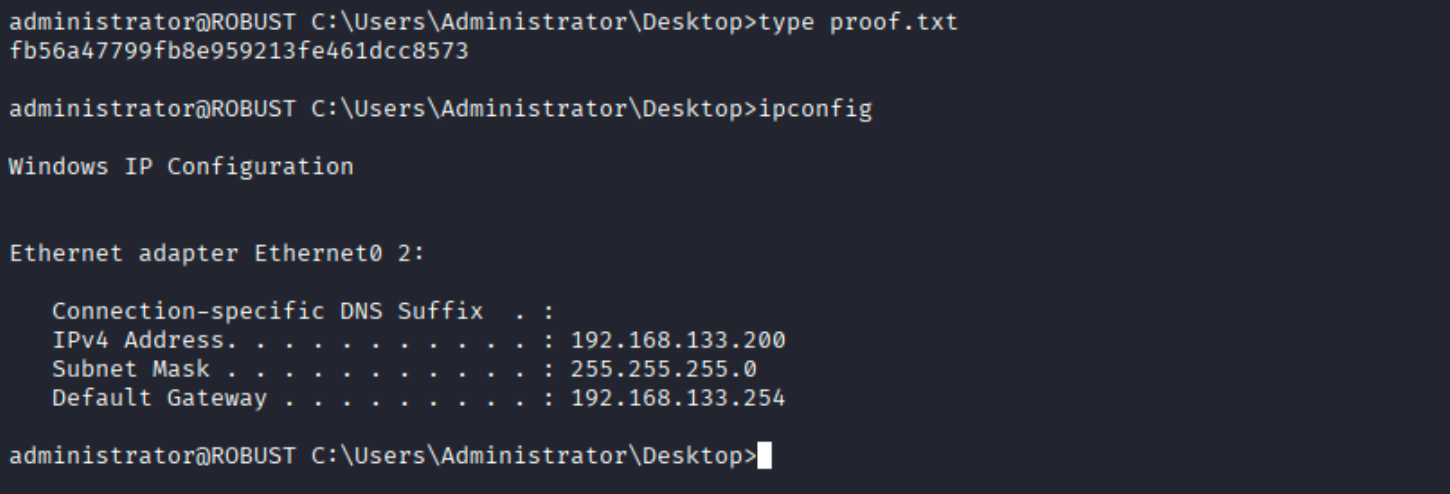 administrator@ROBUST C:\Users\Administrator\Desktop>type proof.txt
fb56a47799fb8e959213fe461dcc8573
administrator@ROBUST C:\Users\Administrator\Desktop>ipconfig
Windows IP Configuration
Ethernet adapter Ethernet0 2:
   Connection-specific DNS Suffix  . :
   IPv4 Address. . . . . . . . . . . : 192.168.133.200
   Subnet Mask . . . . . . . . . . . : 255.255.255.0
   Default Gateway . . . . . . . . . : 192.168.133.254
administrator@ROBUST C:\Users\Administrator\Desktop>